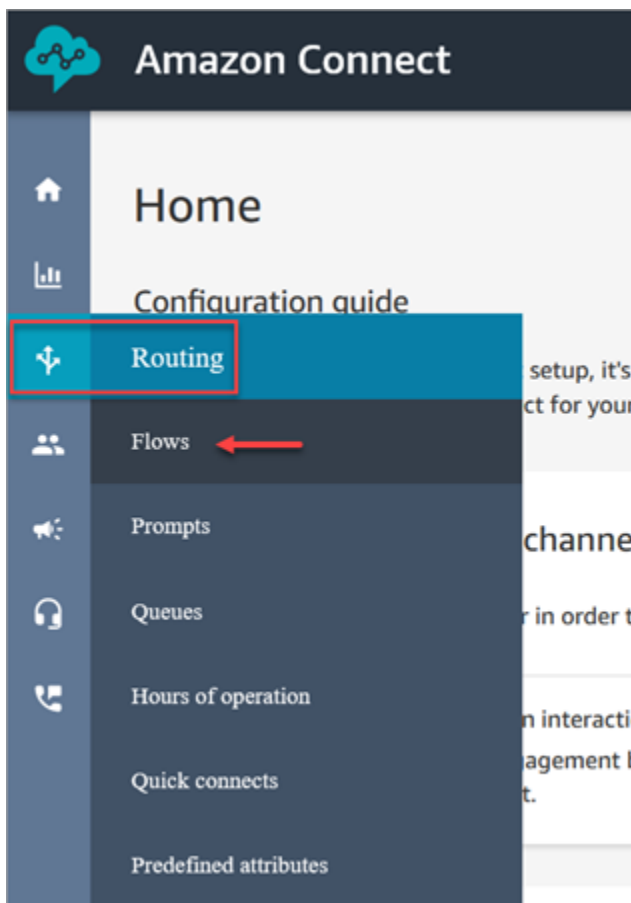 Amazon Connect
Home
Configuration guide
Routing
setup, it's
ct for your
Flows
Prompts
channe
Queues
r in order t
Hours of operation
n interacti
agement b
Quick connects
t.
Predefined attributes